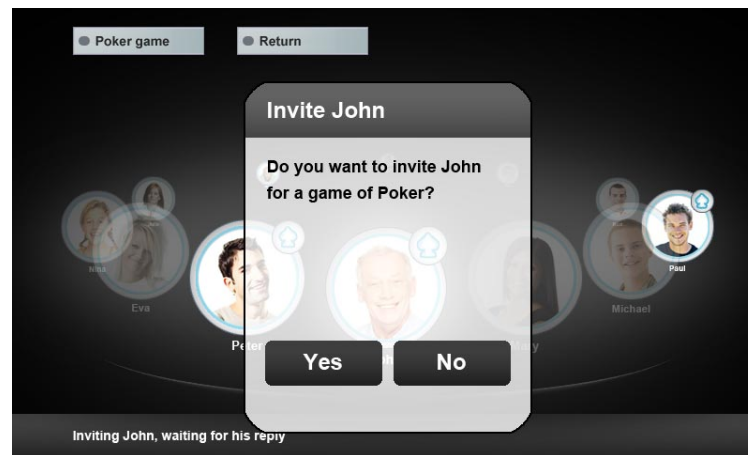 Poker game
Return
Invite John
Do you want to invite John
for a game of Poker?
Nina
Paul
Eva
Michael
Peter
Yes
No
Inviting John, waiting for his reply